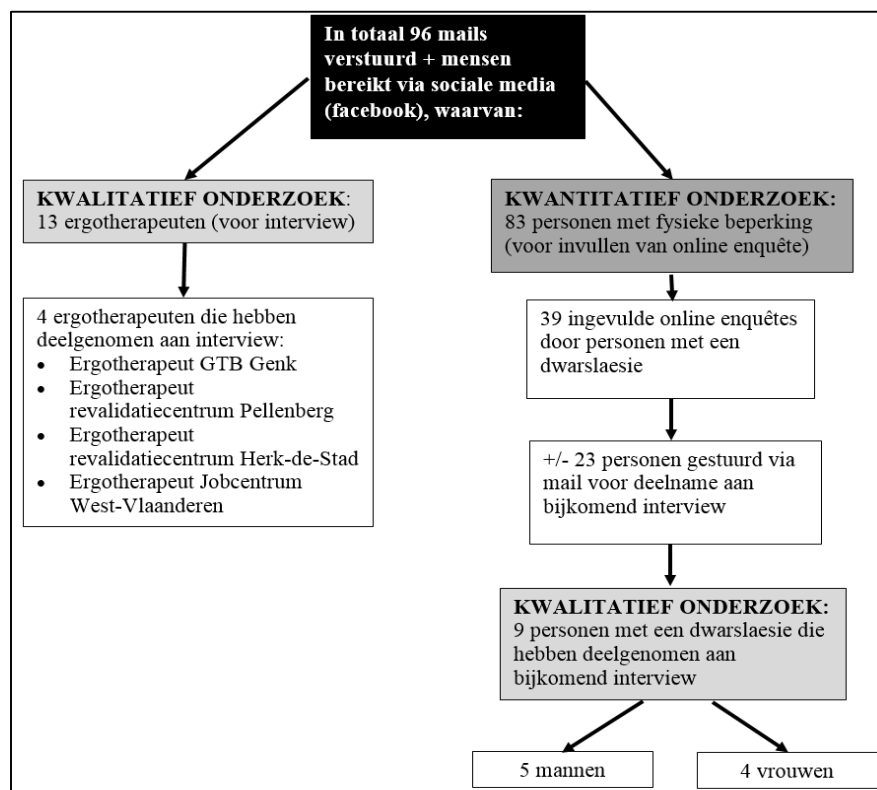 In totaal 96 mails
verstuurd + mensen
bereikt via sociale media
(facebook), waarvan:
KWALITATIEF ONDERZOEK:
13 ergotherapeuten (voor interview)
4 ergotherapeuten die hebben
deelgenomen aan interview:
• Ergotherapeut GTB Genk
• Ergotherapeut
revalidatiecentrum Pellenberg
• Ergotherapeut
revalidatiecentrum Herk-de-Stad
• Ergotherapeut Jobcentrum
West-Vlaanderen
KWANTITATIEF ONDERZOEK:
83 personen met fysieke beperking
(voor invullen van online enquête)
39 ingevulde online enquêtes
door personen met een
dwarslaesie
+/- 23 personen gestuurd via
mail voor deelname aan
bijkomend interview
KWALITATIEF ONDERZOEK:
9 personen met een dwarslaesie die
hebben deelgenomen aan
bijkomend interview
5 mannen
4 vrouwen